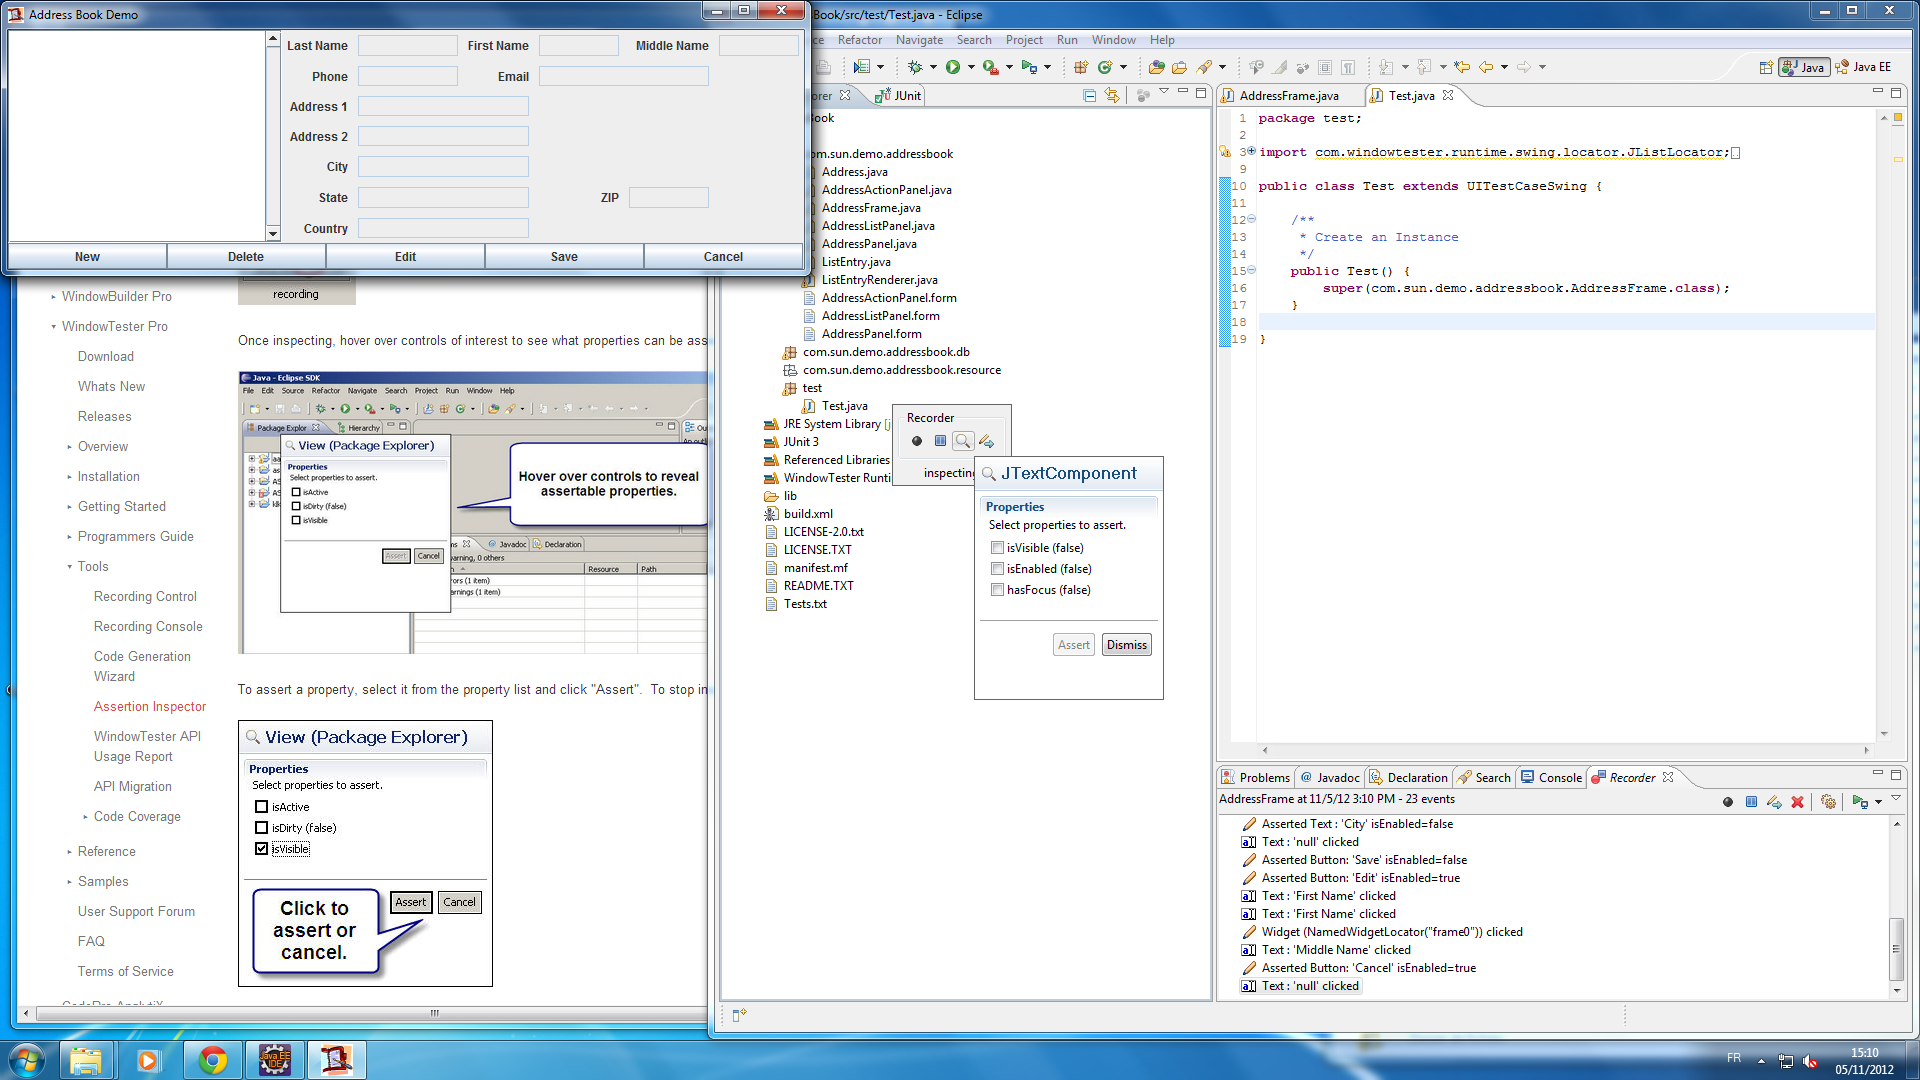 Address Book Demo
Last Name
First Name
Middle Name
Phone
Email
Address 1
Address 2
City
State
ZIP
Country
New
Delete
Edit
Save
Cancel
WindowBuilder Pro
WindowTester Pro
Download
Whats New
Releases
Overview
Installation
Getting Started
Programmers Guide
Tools
Recording Control
Recording Console
Code Generation
Wizard
Assertion Inspector
WindowTester API
Usage Report
API Migration
Code Coverage
Reference
Samples
User Support Forum
FAQ
Terms of Service
recording
Once inspecting, hover over controls of interest to see what properties can be ass
Java - Eclipse SDK
File Edit Source Refactor Navigate Search Project Run Window Help
Package Explor
Hierarchy
View (Package Explorer)
Properties
Select properties to assert.
isActive
isDirty (false)
isVisible
Assert
Cancel
Hover over controls to reveal
assertable properties.
Javadoc
Declaration
arning, 0 others
Resource
Path
rors (1 item)
arnings (1 item)
To assert a property, select it from the property list and click "Assert". To stop in
View (Package Explorer)
Properties
Select properties to assert.
isActive
isDirty (false)
isVisible
Assert
Cancel
Click to
assert or
cancel.
Book/src/test/Test.java - Eclipse
ce Refactor Navigate Search Project Run Window Help
Java
Java EE
orer
JUnit
Book
om.sun.demo.addressbook
Address.java
AddressActionPanel.java
AddressFrame.java
AddressListPanel.java
AddressPanel.java
ListEntry.java
ListEntryRenderer.java
AddressActionPanel.form
AddressListPanel.form
AddressPanel.form
com.sun.demo.addressbook.db
com.sun.demo.addressbook.resource
test
Test.java
JRE System Library [j
JUnit 3
Referenced Libraries
WindowTester Runti
lib
build.xml
LICENSE-2.0.txt
LICENSE.TXT
manifest.mf
README.TXT
Tests.txt
Recorder
inspecting
JTextComponent
Properties
Select properties to assert.
isVisible (false)
isEnabled (false)
hasFocus (false)
Assert
Dismiss
AddressFrame.java
Test.java
1 package test;
2
3 import com.windowtester.runtime.swing.locator.JListLocator;
9
10 public class Test extends UITestCaseSwing {
11
12 /**
13 * Create an Instance
14 */
15 public Test() {
16 super(com.sun.demo.addressbook.AddressFrame.class);
17 }
18
19 }
Problems
Javadoc
Declaration
Search
Console
Recorder
AddressFrame at 11/5/12 3:10 PM - 23 events
Asserted Text : 'City' isEnabled=false
Text : 'null' clicked
Asserted Button: 'Save' isEnabled=false
Asserted Button: 'Edit' isEnabled=true
Text : 'First Name' clicked
Text : 'First Name' clicked
Widget (NamedWidgetLocator("frame0")) clicked
Text : 'Middle Name' clicked
Asserted Button: 'Cancel' isEnabled=true
Text : 'null' clicked
Java EE
IDE
FR
15:10
05/11/2012